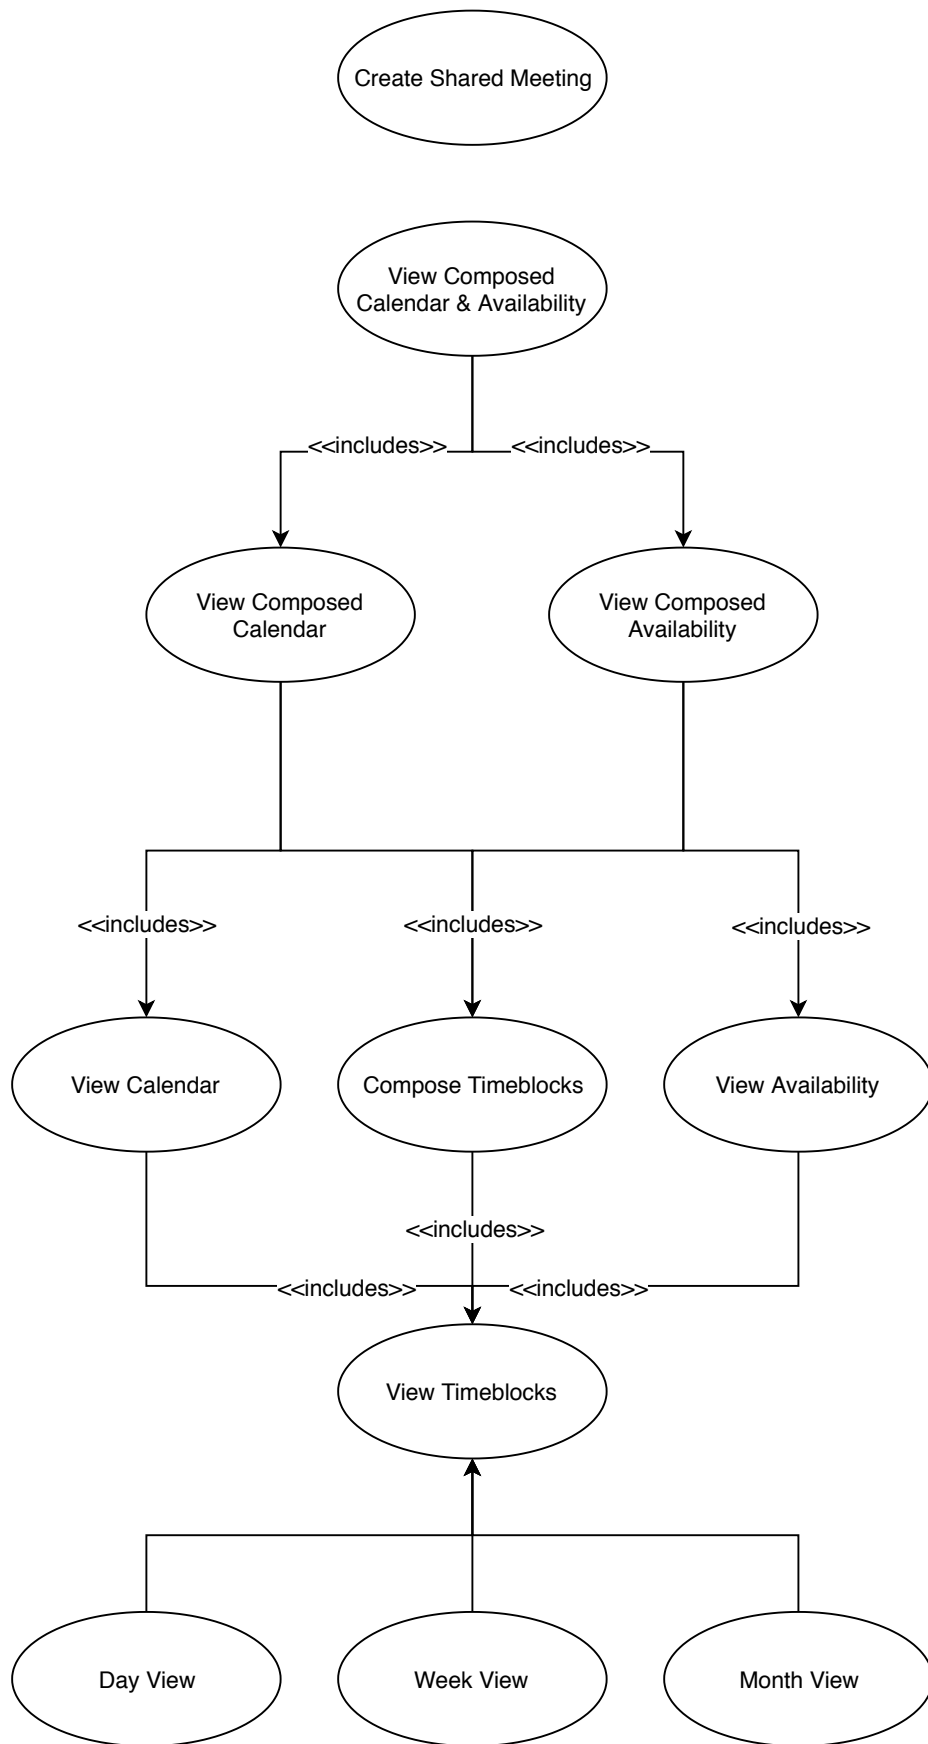 Create Shared Meeting
View Composed
Calendar & Availability
<<includes>>
<<includes>>
View Composed
Calendar
View Composed
Availability
<<includes>>
<<includes>>
<<includes>>
View Calendar
Compose Timeblocks
View Availability
<<includes>>
<<includes>>
<<includes>>
View Timeblocks
Day View
Week View
Month View